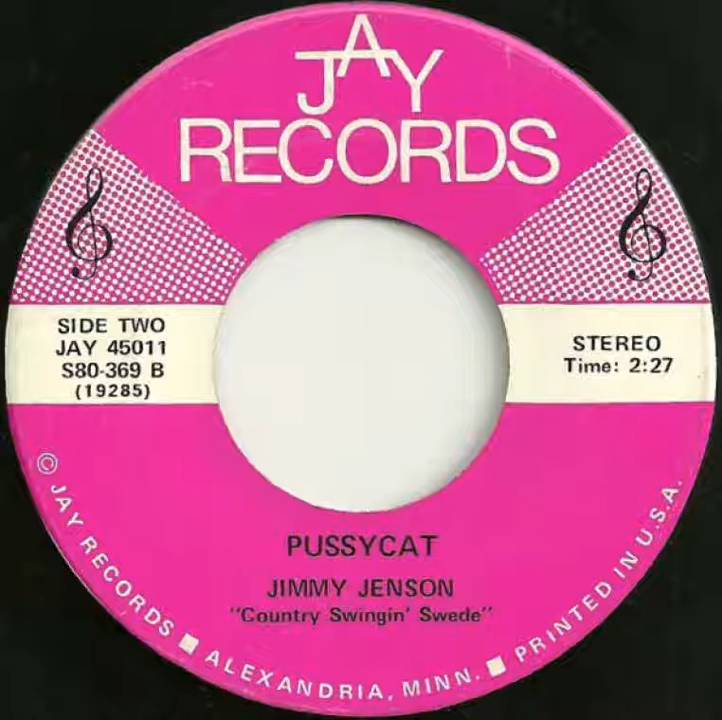 JAY
RECORDS
SIDE TWO
JAY 45011
S80-369 B
(19285)
STEREO
Time: 2:27
PUSSYCAT
JIMMY JENSON
"Country Swingin' Swede"
© JAY RECORDS ■ ALEXANDRIA, MINN. ■ PRINTED IN U.S.A.